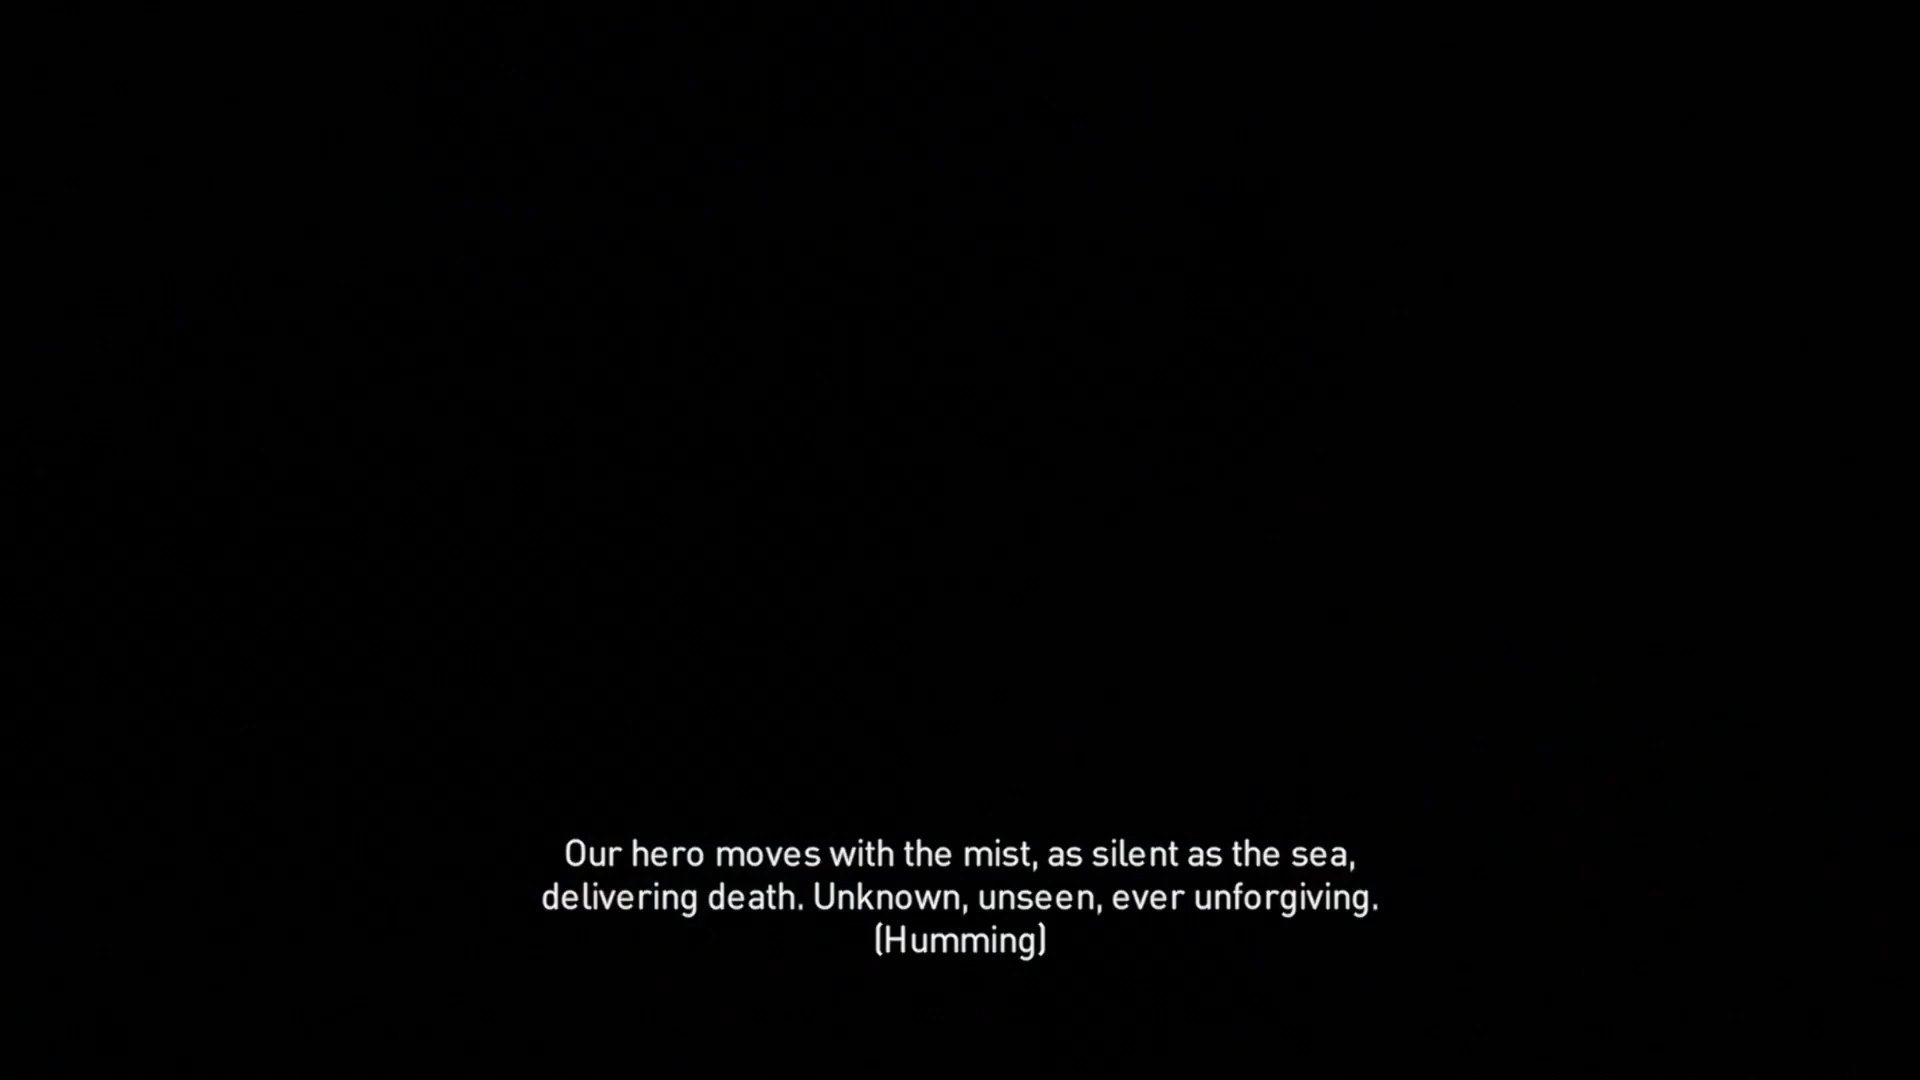 Our hero moves with the mist, as silent as the sea,
delivering death. Unknown, unseen, ever unforgiving.
(Humming)